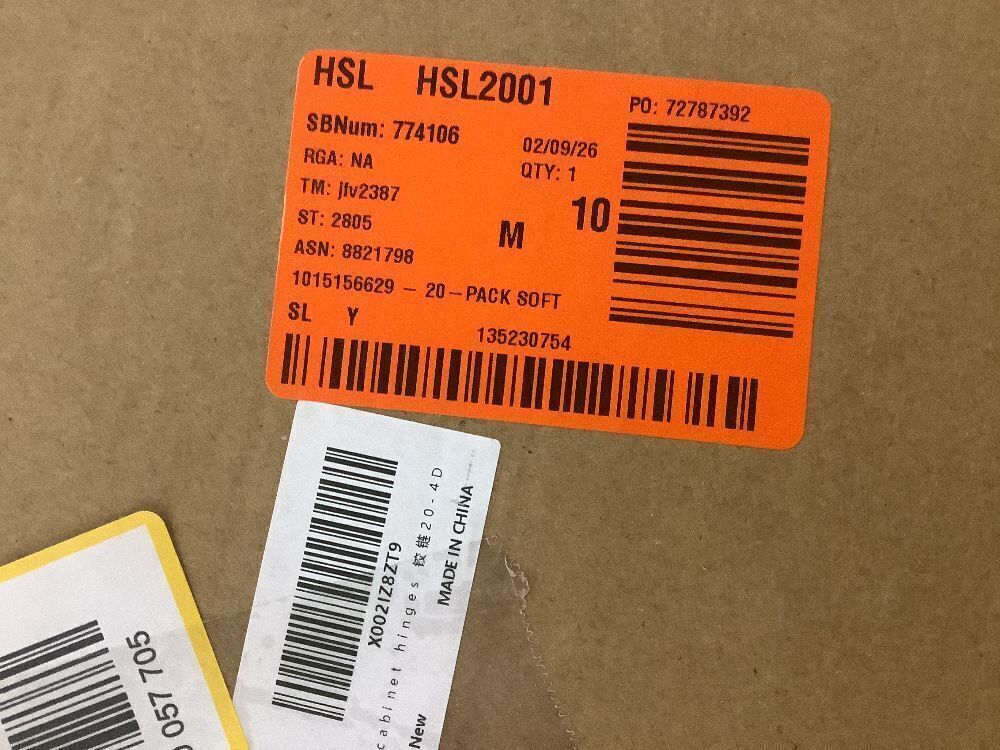 HSL HSL2001
PO: 72787392
SBNum: 774106
02/09/26
RGA: NA
QTY: 1
TM: jfv2387
10
ST: 2805
M
ASN: 8821798
1015156629 – 20–PACK SOFT
SL Y
135230754
X002IZ8ZT9
cabinet hinges 铰链20-4D
New
MADE IN CHINA
057 705